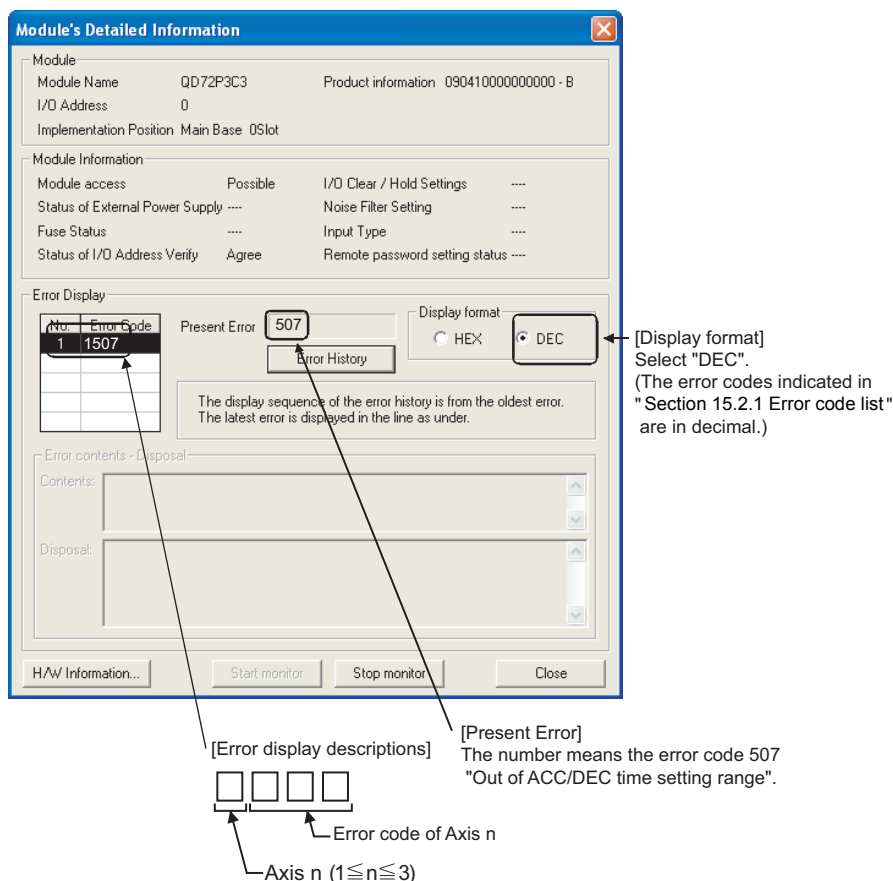 Module's Detailed Information
Module
Module Name QD72P3C3 Product information 090410000000000 - B
I/O Address 0
Implementation Position Main Base 0Slot
Module Information
Module access Possible I/O Clear / Hold Settings ----
Status of External Power Supply ---- Noise Filter Setting ----
Fuse Status ---- Input Type ----
Status of I/O Address Verify Agree Remote password setting status ----
Error Display
No. Error Code
1 1507
Present Error 507
Error History
Display format
HEX DEC
The display sequence of the error history is from the oldest error.
The latest error is displayed in the line as under.
Error contents - Disposal
Contents:
Disposal:
H/W Information... Start monitor Stop monitor Close
[Display format]
Select "DEC".
(The error codes indicated in
"Section 15.2.1 Error code list"
are in decimal.)
[Present Error]
The number means the error code 507
"Out of ACC/DEC time setting range".
[Error display descriptions]
Error code of Axis n
Axis n (1≦n≦3)